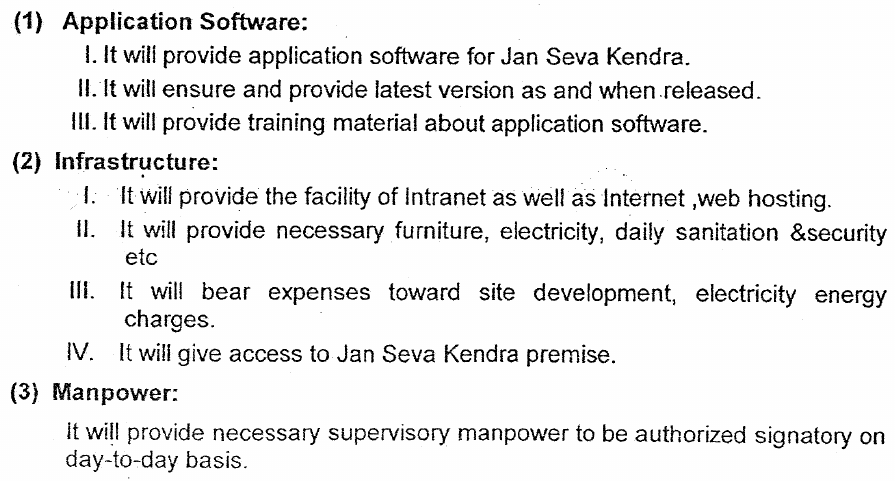 (1) Application Software:
I. It will provide application software for Jan Seva Kendra.
II. It will ensure and provide latest version as and when released.
III. It will provide training material about application software.
(2) Infrastructure:
I. It will provide the facility of Intranet as well as Internet ,web hosting.
II. It will provide necessary furniture, electricity, daily sanitation &security
etc
III. It will bear expenses toward site development, electricity energy
charges.
IV. It will give access to Jan Seva Kendra premise.
(3) Manpower:
It will provide necessary supervisory manpower to be authorized signatory on
day-to-day basis.